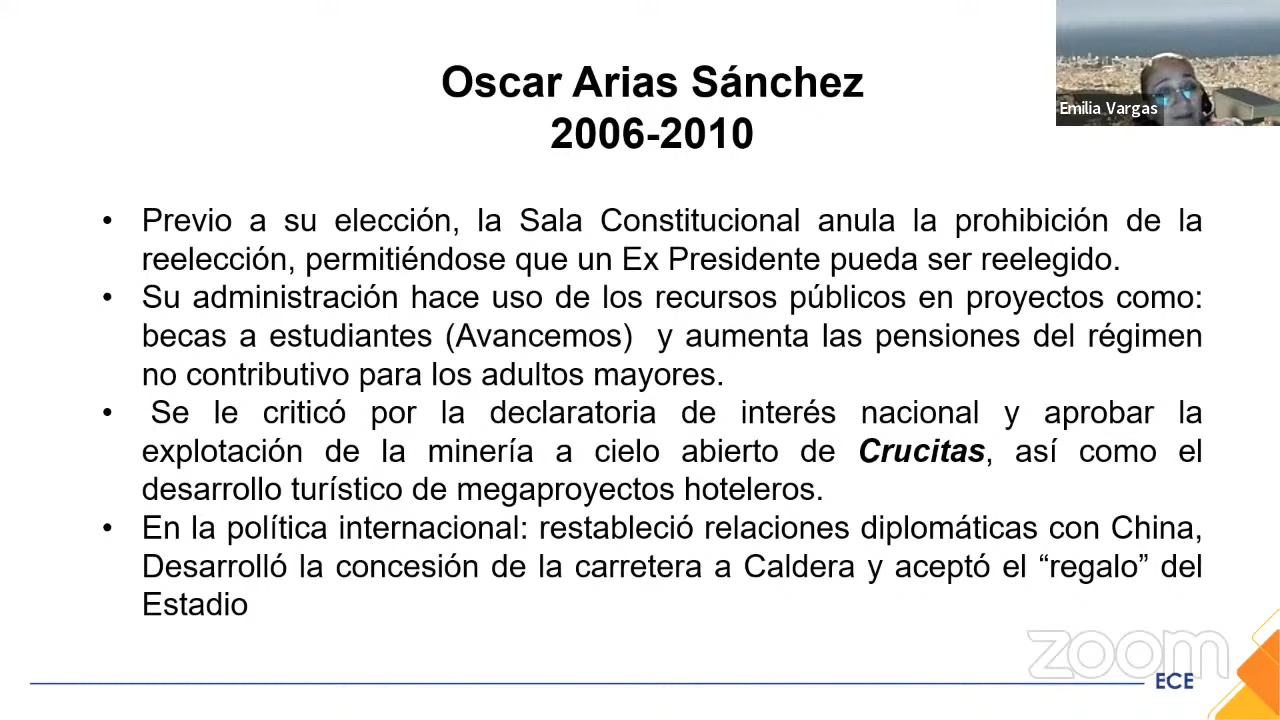 Oscar Arias Sánchez
2006-2010
Emilia Vargas
• Previo a su elección, la Sala Constitucional anula la prohibición de la
reelección, permitiéndose que un Ex Presidente pueda ser reelegido.
• Su administración hace uso de los recursos públicos en proyectos como:
becas a estudiantes (Avancemos) y aumenta las pensiones del régimen
no contributivo para los adultos mayores.
• Se le criticó por la declaratoria de interés nacional y aprobar la
explotación de la minería a cielo abierto de Crucitas, así como el
desarrollo turístico de megaproyectos hoteleros.
• En la política internacional: restableció relaciones diplomáticas con China,
Desarrolló la concesión de la carretera a Caldera y aceptó el “regalo” del
Estadio
zoom
ECE